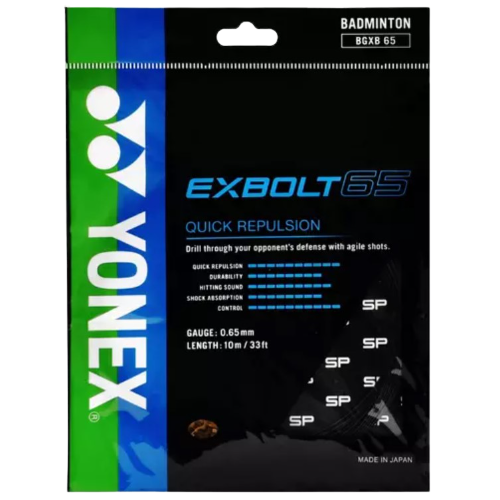 BADMINTON
BGXB 65
YONEX®
EXBOLT65
QUICK REPULSION
Drill through your opponent's defense with agile shots.
QUICK REPULSION
DURABILITY
HITTING SOUND
SHOCK ABSORPTION
CONTROL
GAUGE: 0.65mm
LENGTH: 10m / 33ft
SP
SP
SP
SP
SP
SP
SP
SP
MADE IN JAPAN